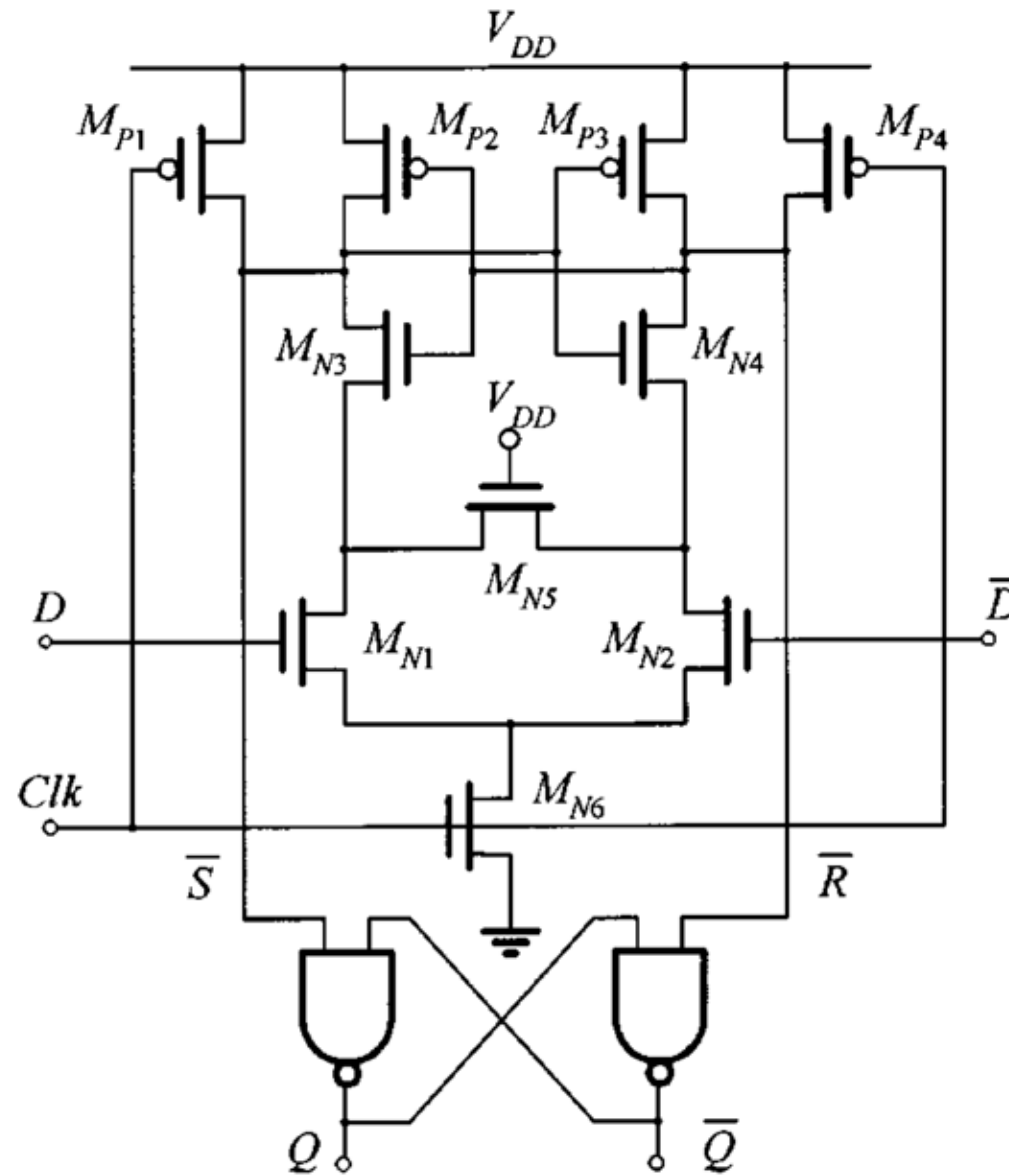 V_DD
M_P1 M_P2 M_P3 M_P4
M_N3 M_N4
V_DD
M_N5
D D̅
M_N1 M_N2
Clk M_N6
S̅ R̅
Q Q̅